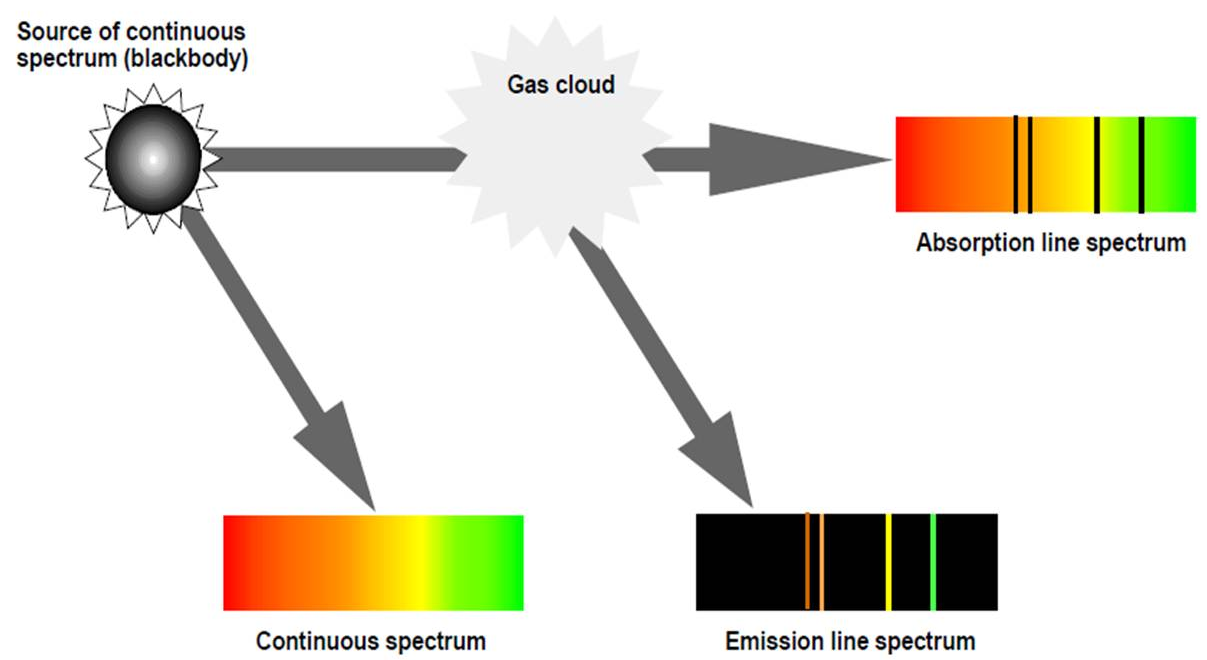 Source of continuous
spectrum (blackbody)
Gas cloud
Absorption line spectrum
Continuous spectrum
Emission line spectrum